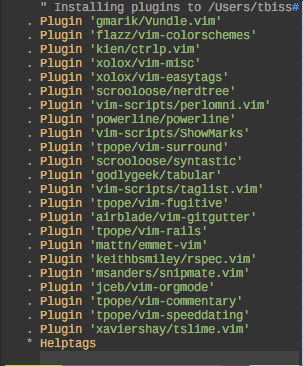 " Installing plugins to /Users/tbiss#
. Plugin 'gmarik/Vundle.vim'
. Plugin 'flazz/vim-colorschemes'
. Plugin 'kien/ctrlp.vim'
. Plugin 'xolox/vim-misc'
. Plugin 'xolox/vim-easytags'
. Plugin 'scrooloose/nerdtree'
. Plugin 'vim-scripts/perlomni.vim'
. Plugin 'powerline/powerline'
. Plugin 'vim-scripts/ShowMarks'
. Plugin 'tpope/vim-surround'
. Plugin 'scrooloose/syntastic'
. Plugin 'godlygeek/tabular'
. Plugin 'vim-scripts/taglist.vim'
. Plugin 'tpope/vim-fugitive'
. Plugin 'airblade/vim-gitgutter'
. Plugin 'tpope/vim-rails'
. Plugin 'mattn/emmet-vim'
. Plugin 'keithbsmiley/rspec.vim'
. Plugin 'msanders/snipmate.vim'
. Plugin 'jceb/vim-orgmode'
. Plugin 'tpope/vim-commentary'
. Plugin 'tpope/vim-speeddating'
. Plugin 'xaviershay/tslime.vim'
* Helptags